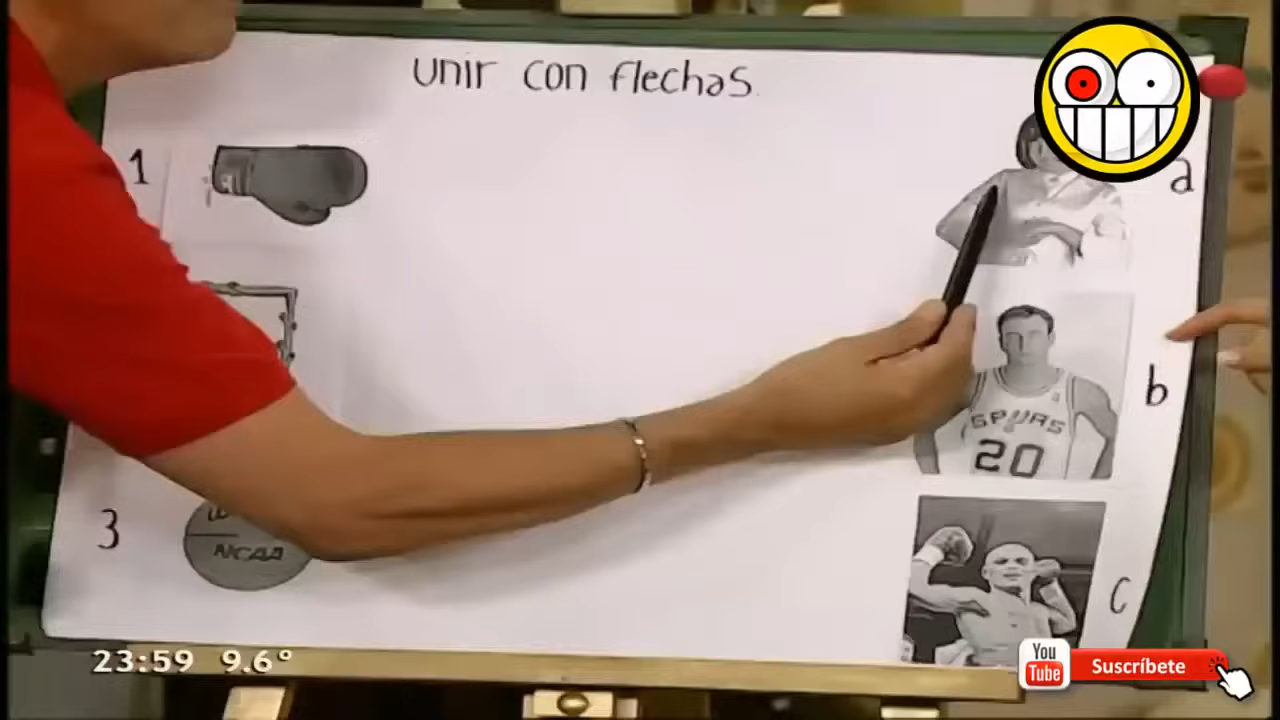 unir con flechas
1
a
SPURS
20
b
3
NCAA
c
23:59 9.6°
You
Tube
Suscríbete